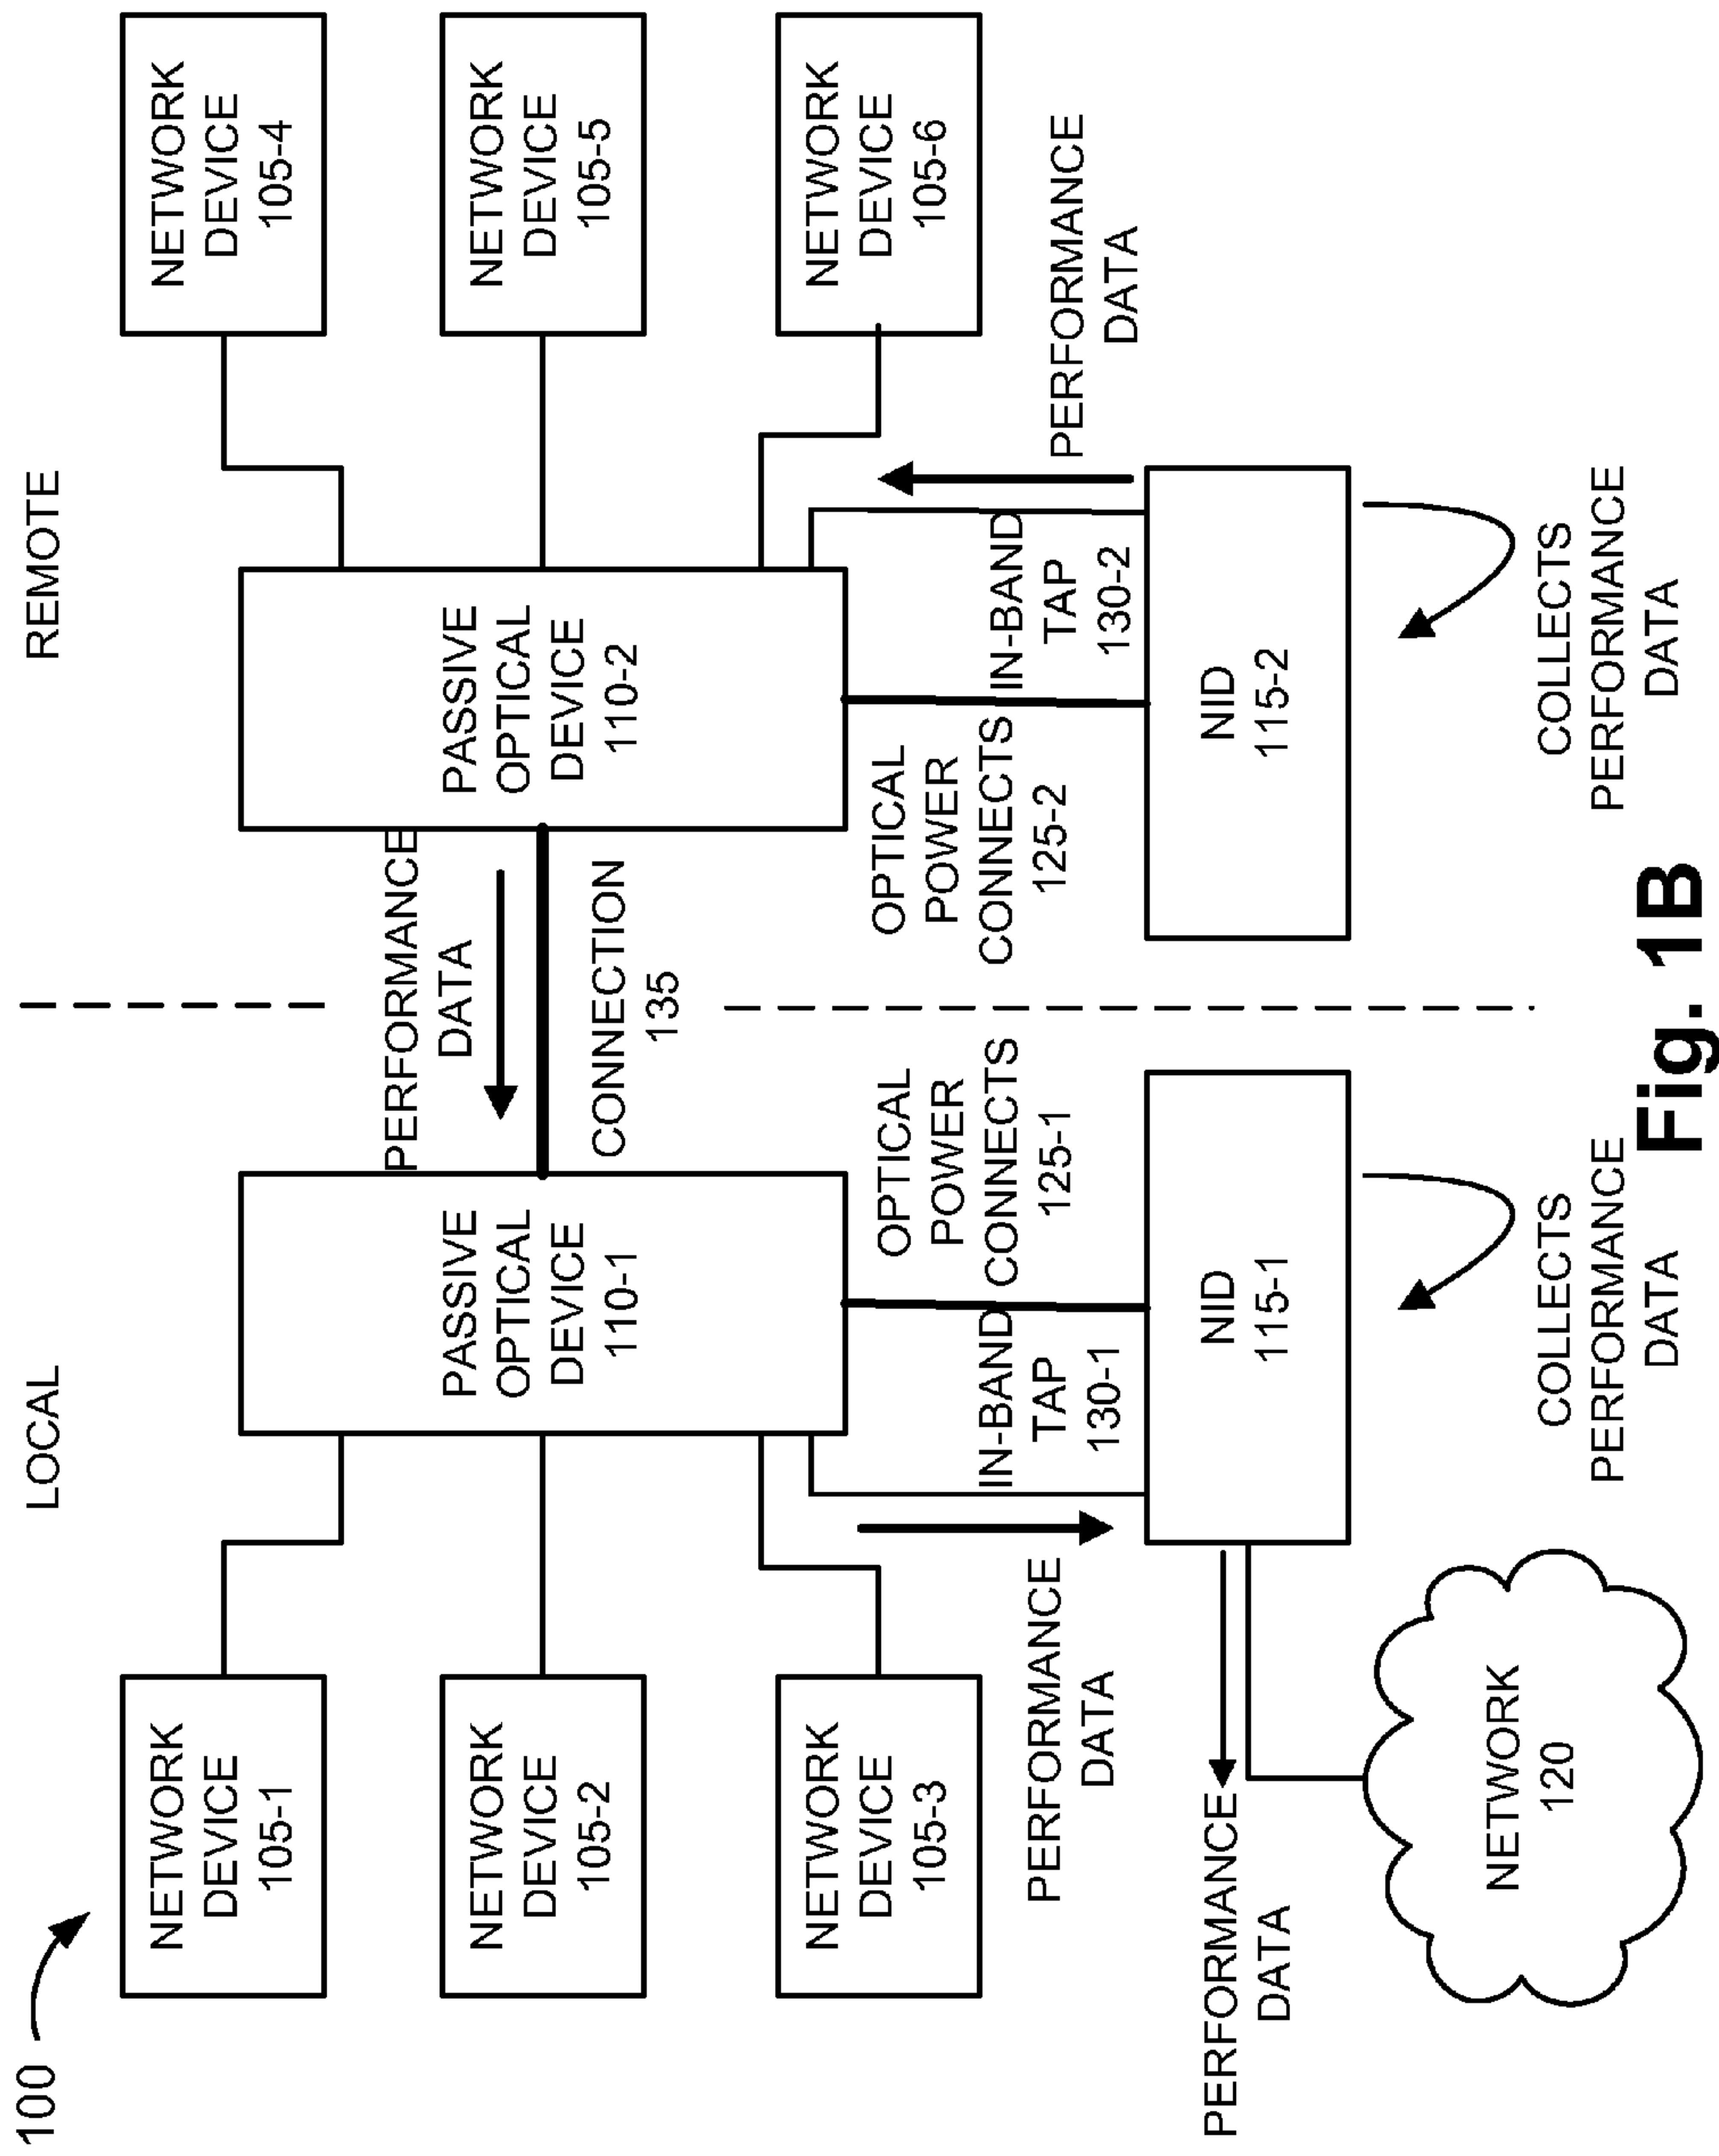 100
LOCAL
REMOTE
NETWORK
DEVICE
105-1
NETWORK
DEVICE
105-2
NETWORK
DEVICE
105-3
PASSIVE
OPTICAL
DEVICE
110-1
PERFORMANCE
DATA
CONNECTION
135
PASSIVE
OPTICAL
DEVICE
110-2
NETWORK
DEVICE
105-4
NETWORK
DEVICE
105-5
NETWORK
DEVICE
105-6
PERFORMANCE
DATA
IN-BAND
TAP
130-1
OPTICAL
POWER
CONNECTS
125-1
OPTICAL
POWER
CONNECTS
125-2
IN-BAND
TAP
130-2
PERFORMANCE
DATA
PERFORMANCE
DATA
NID
115-1
NID
115-2
NETWORK
120
COLLECTS
PERFORMANCE
DATA
COLLECTS
PERFORMANCE
DATA
Fig. 1B